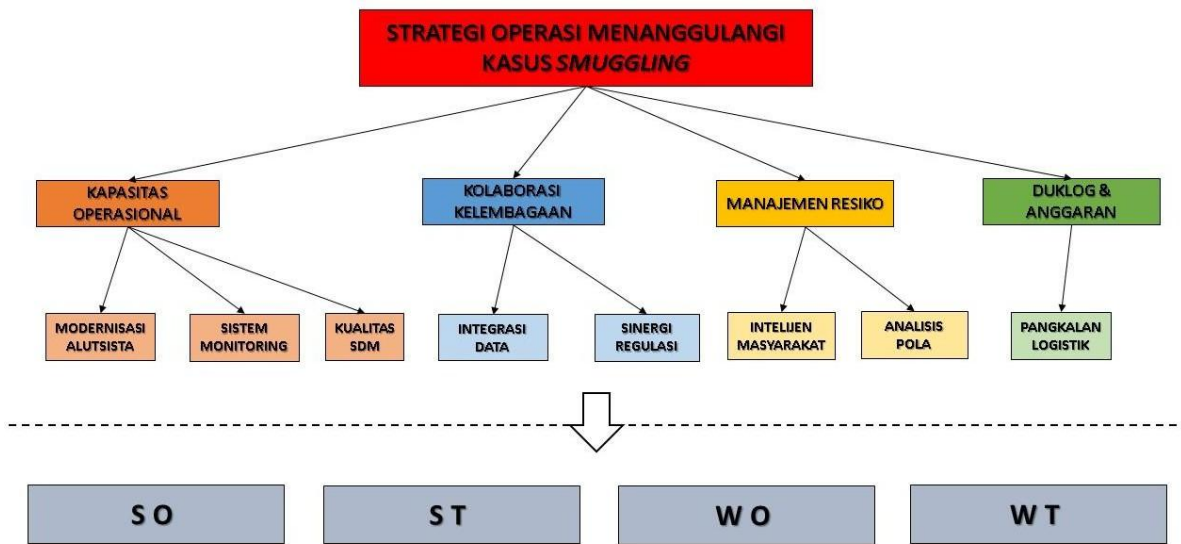 STRATEGI OPERASI MENANGGULANGI
KASUS SMUGGLING
KAPASITAS
OPERASIONAL
KOLABORASI
KELEMBAGAAN
MANAJEMEN RESIKO
DUKLOG &
ANGGARAN
MODERNISASI
ALUTSISTA
SISTEM
MONITORING
KUALITAS
SDM
INTEGRASI
DATA
SINERGI
REGULASI
INTELIJEN
MASYARAKAT
ANALISIS
POLA
PANGKALAN
LOGISTIK
S O
S T
W O
W T